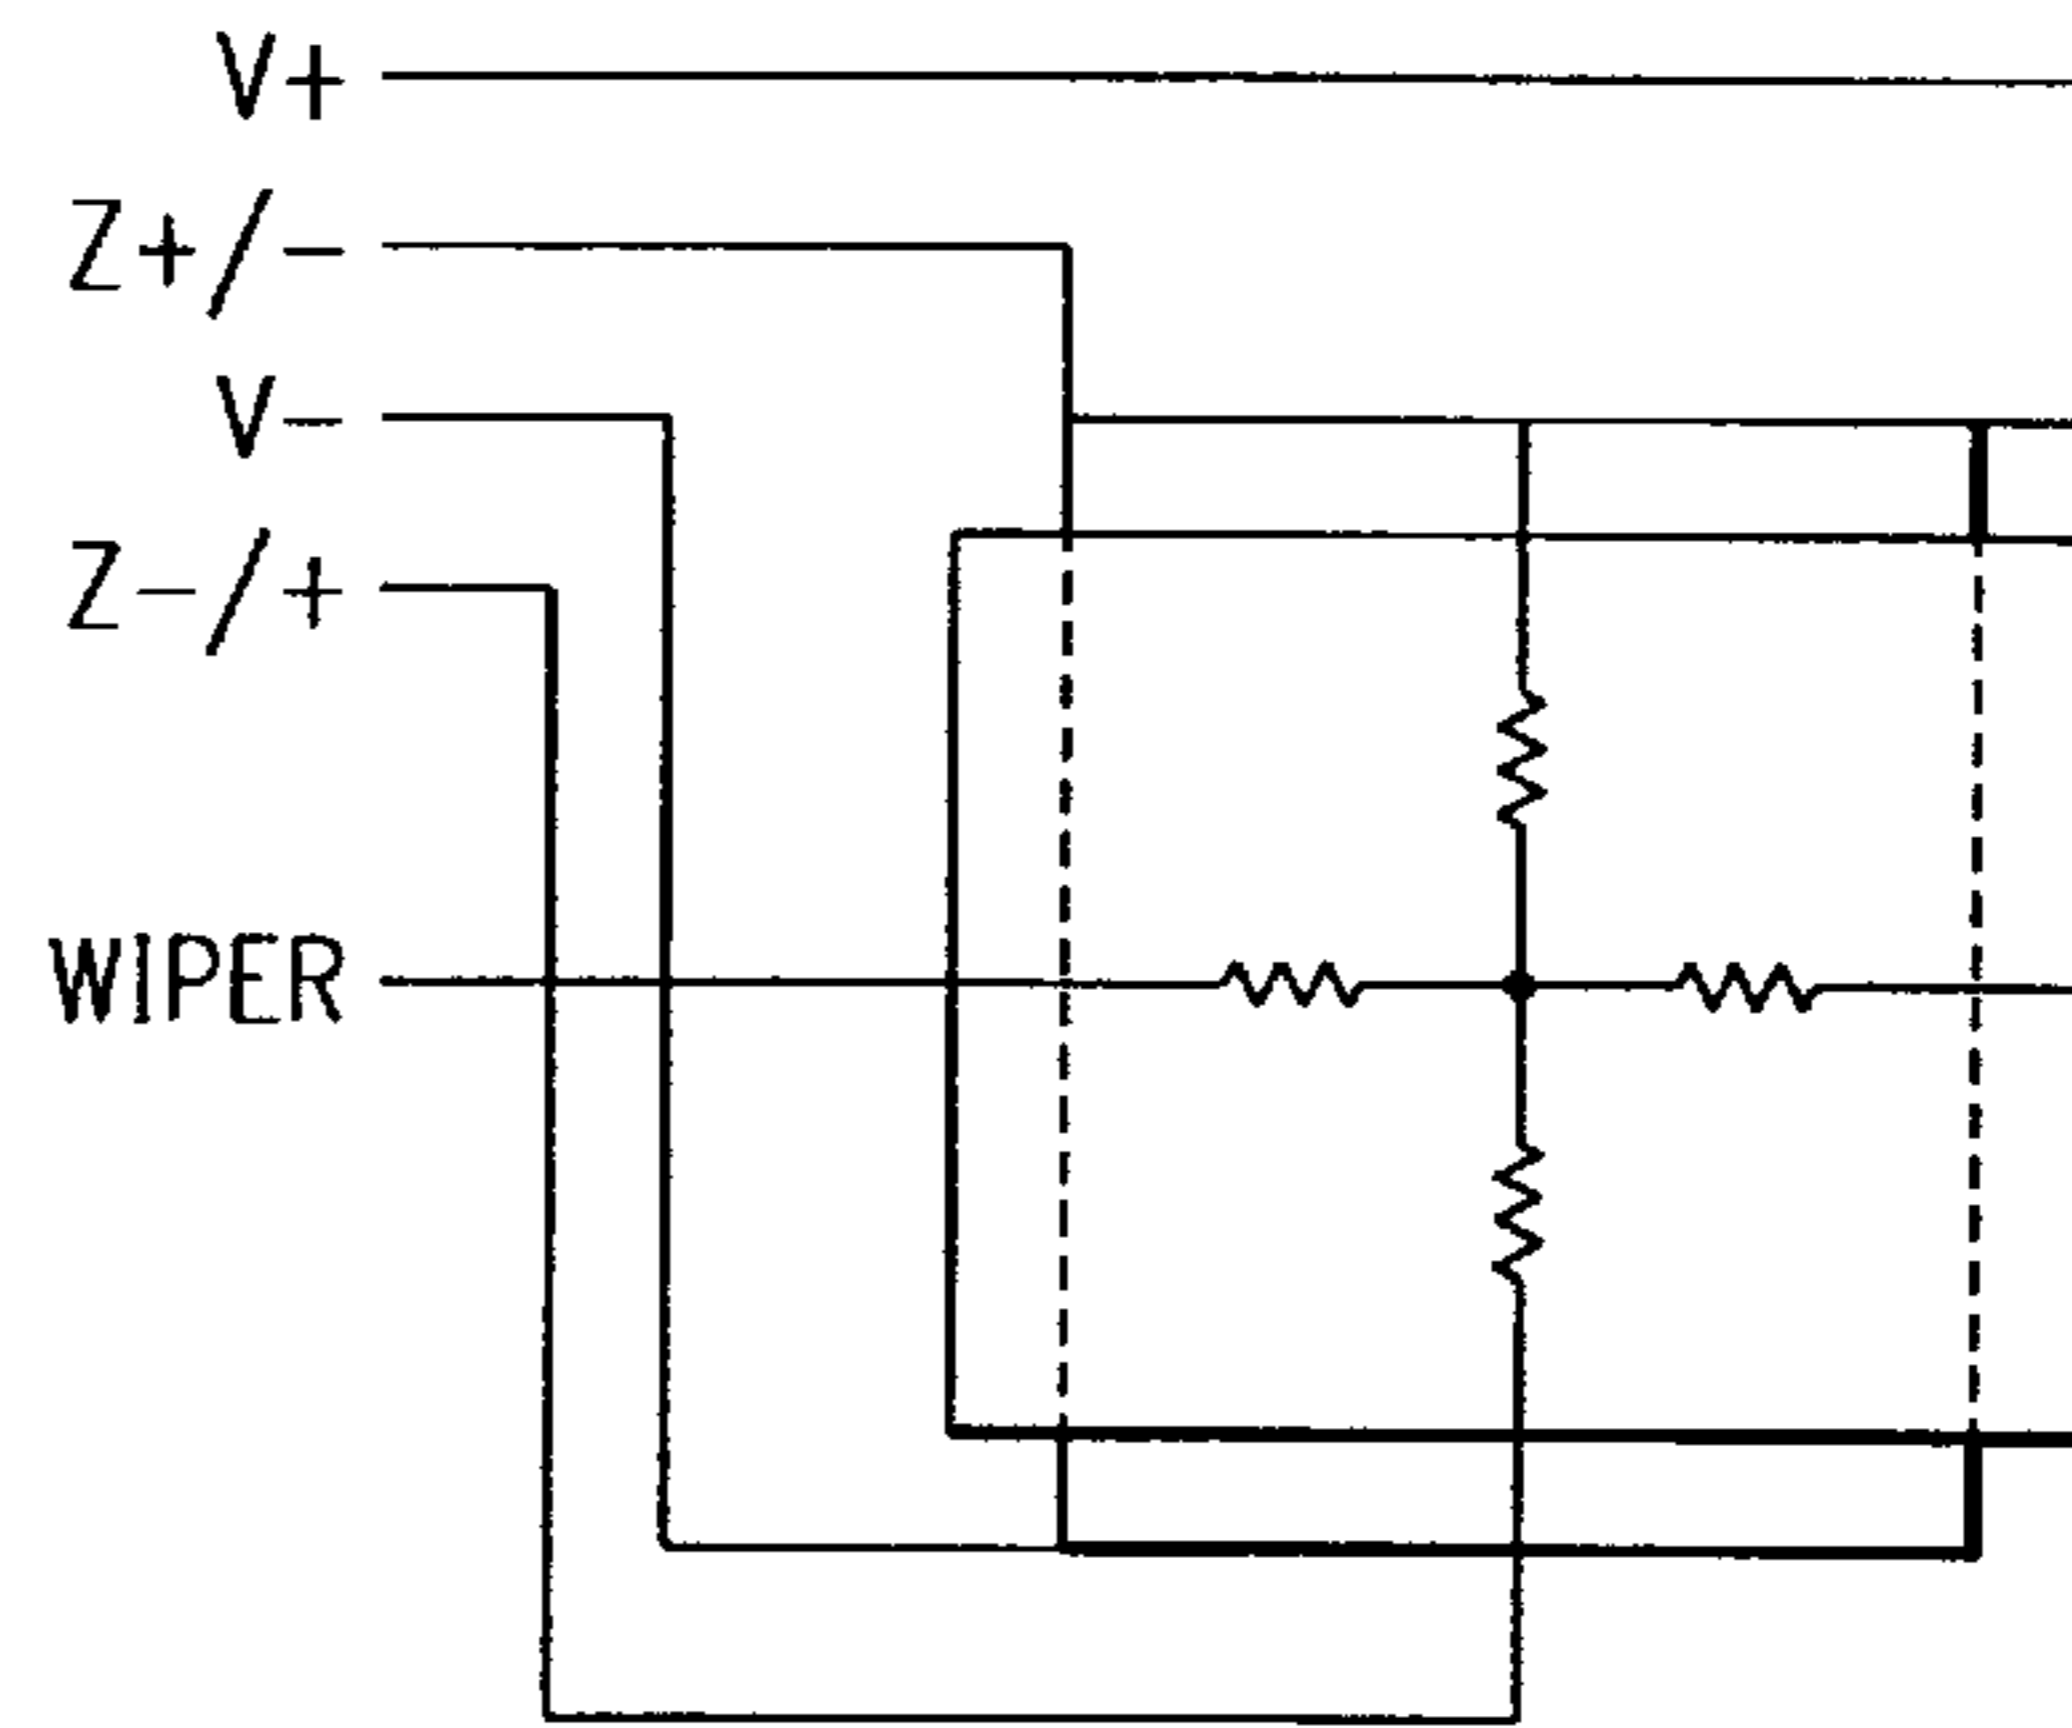 V+
Z+/-
V-
Z-/+
WIPER